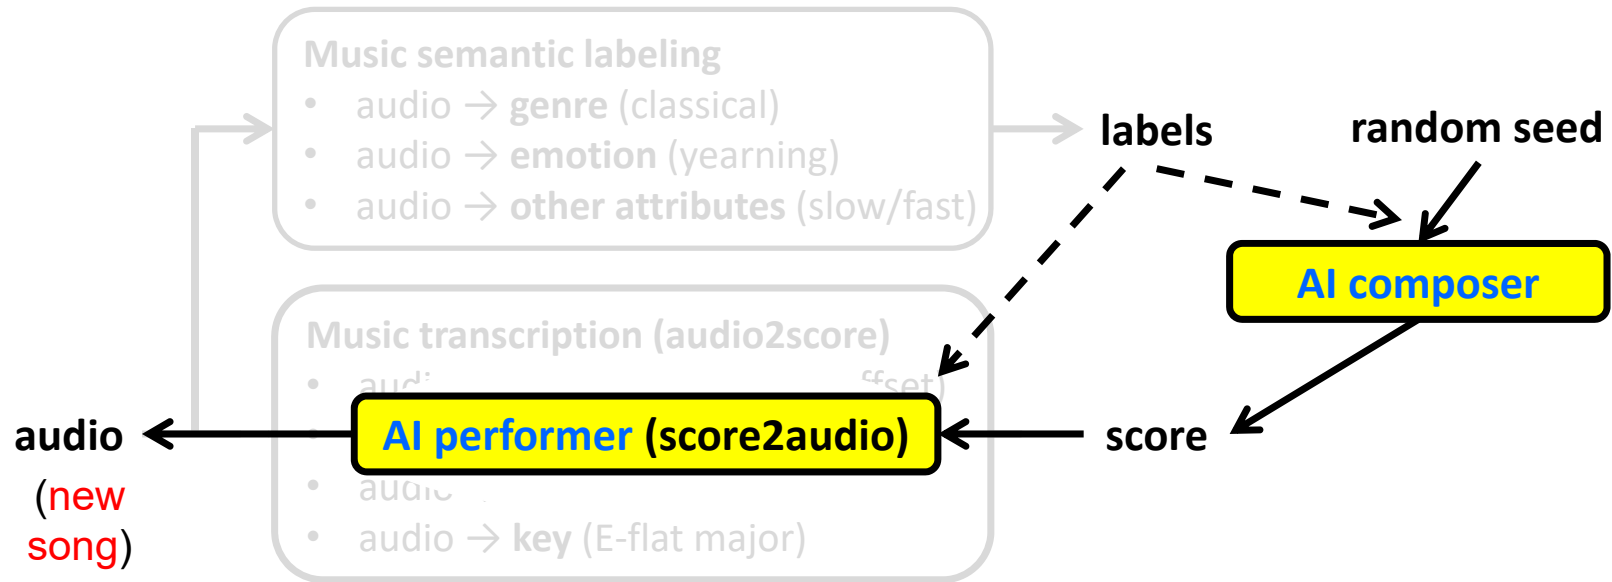 Music semantic labeling
• audio → genre (classical)
• audio → emotion (yearning)
• audio → other attributes (slow/fast)
labels
random seed
AI composer
Music transcription (audio2score)
•
AI performer (score2audio)
score
audio
(new
song)
•
• audio → key (E-flat major)